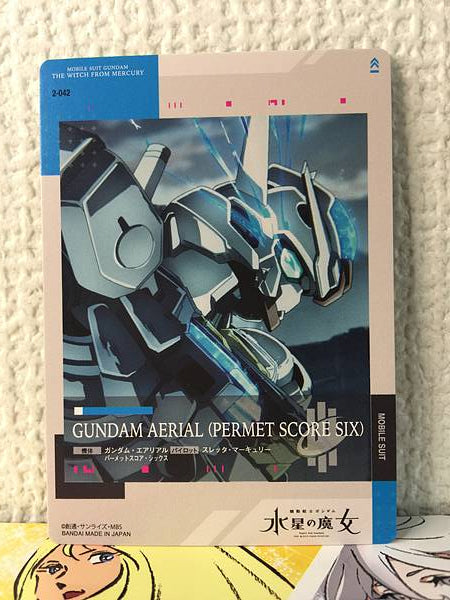 MOBILE SUIT GUNDAM
THE WITCH FROM MERCURY
2-042
GUNDAM AERIAL (PERMET SCORE SIX)
機体 ガンダム・エアリアル パイロット スレッタ・マーキュリー
パーメットスコア・シックス
MOBILE SUIT
機動戦士ガンダム
水星の魔女
©創通・サンライズ・MBS
BANDAI MADE IN JAPAN